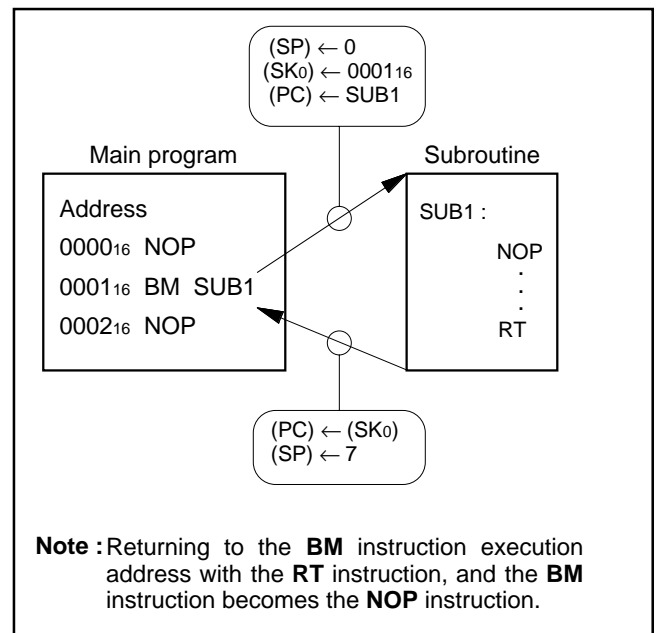 (SP) ← 0
(SK₀) ← 0001₁₆
(PC) ← SUB1
Main program
Subroutine
Address
0000₁₆ NOP
0001₁₆ BM SUB1
0002₁₆ NOP
SUB1 :
NOP
·
·
·
RT
(PC) ← (SK₀)
(SP) ← 7
Note : Returning to the BM instruction execution
address with the RT instruction, and the BM
instruction becomes the NOP instruction.